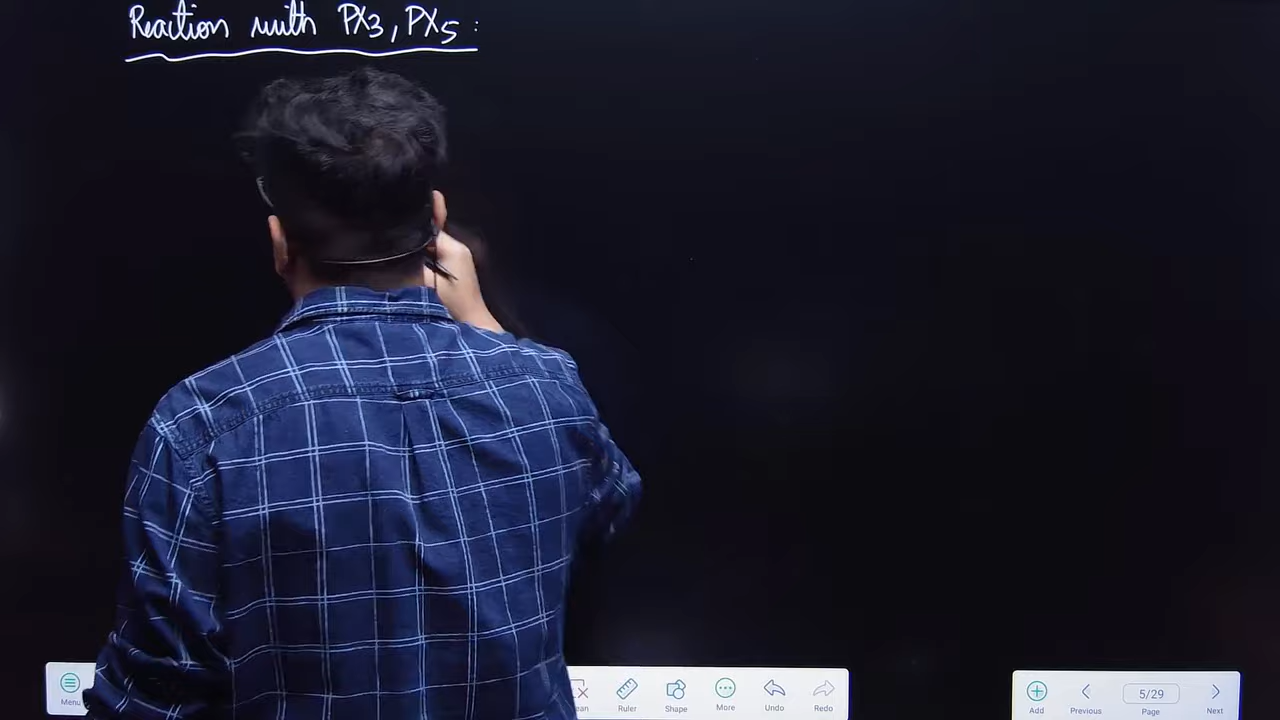 Reaction with PX3, PX5 :
Menu
Ruler
Shape
More
Undo
Redo
Add
Previous
5/29
Page
Next